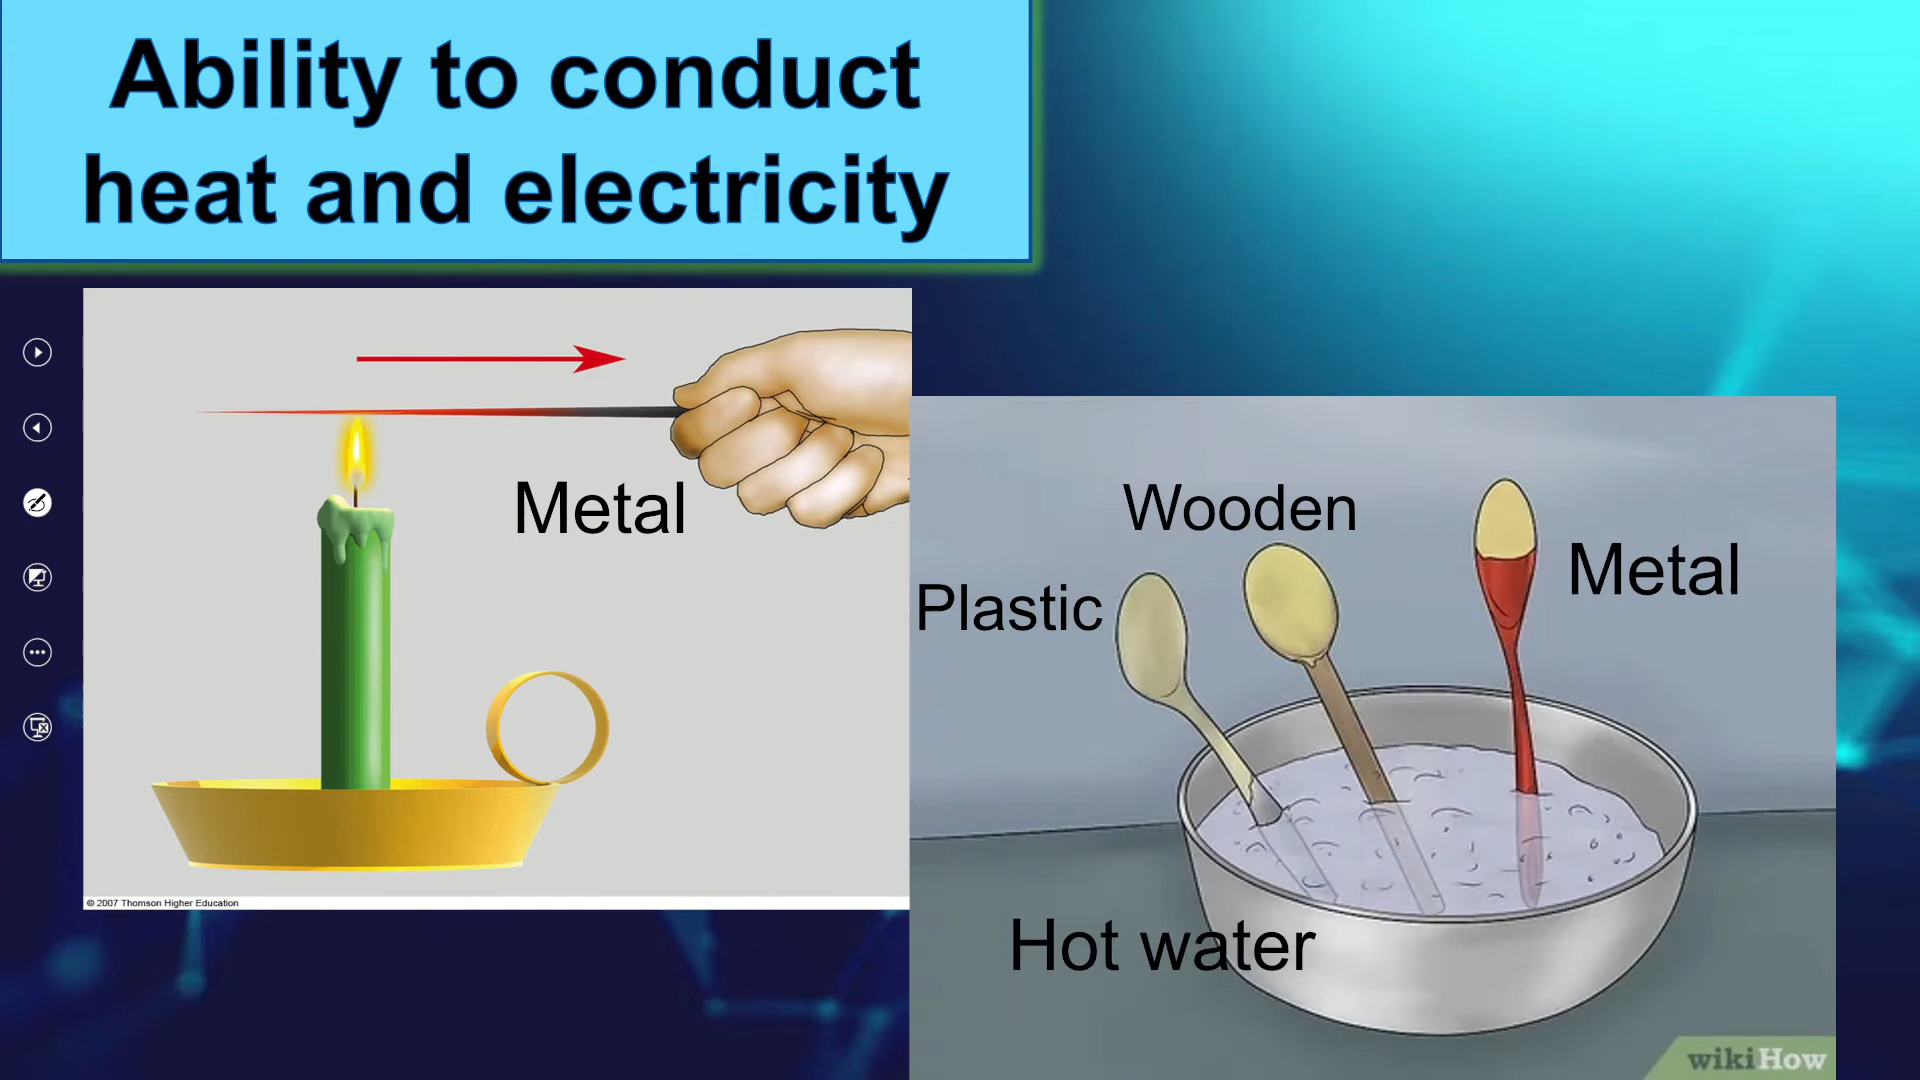 Ability to conduct
heat and electricity
Metal
© 2007 Thomson Higher Education
Wooden
Metal
Plastic
Hot water
wikiHow